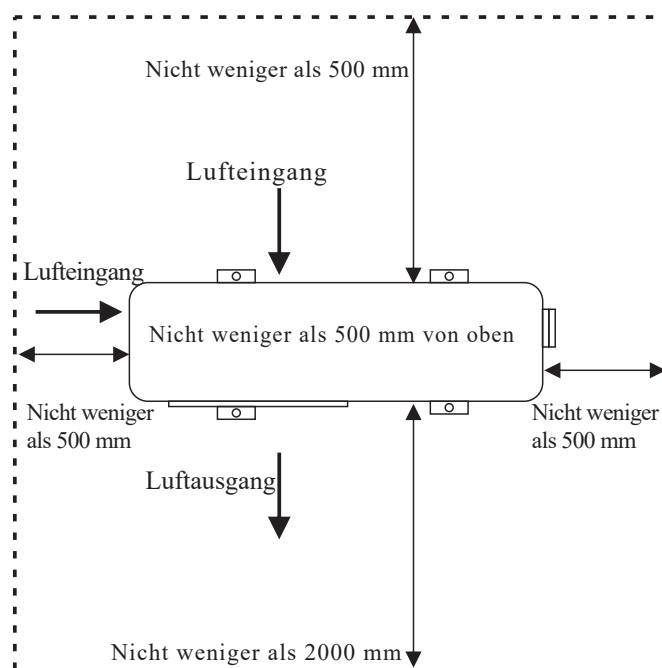 Nicht weniger als 500 mm
Lufteingang
Lufteingang
Nicht weniger als 500 mm von oben
Nicht weniger
als 500 mm
Nicht weniger
als 500 mm
Luftausgang
Nicht weniger als 2000 mm